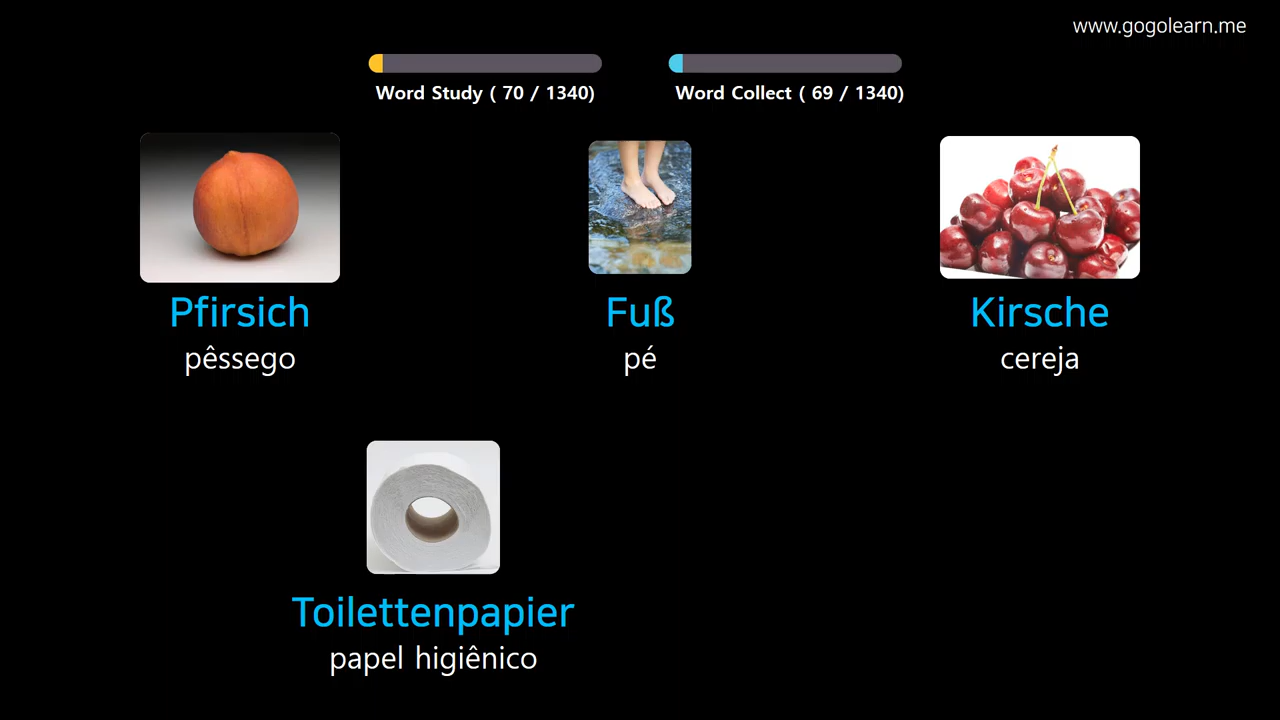 www.gogolearn.me
Word Study ( 70 / 1340)
Word Collect ( 69 / 1340)
Pfirsich
pêssego
Fuß
pé
Kirsche
cereja
Toilettenpapier
papel higiênico